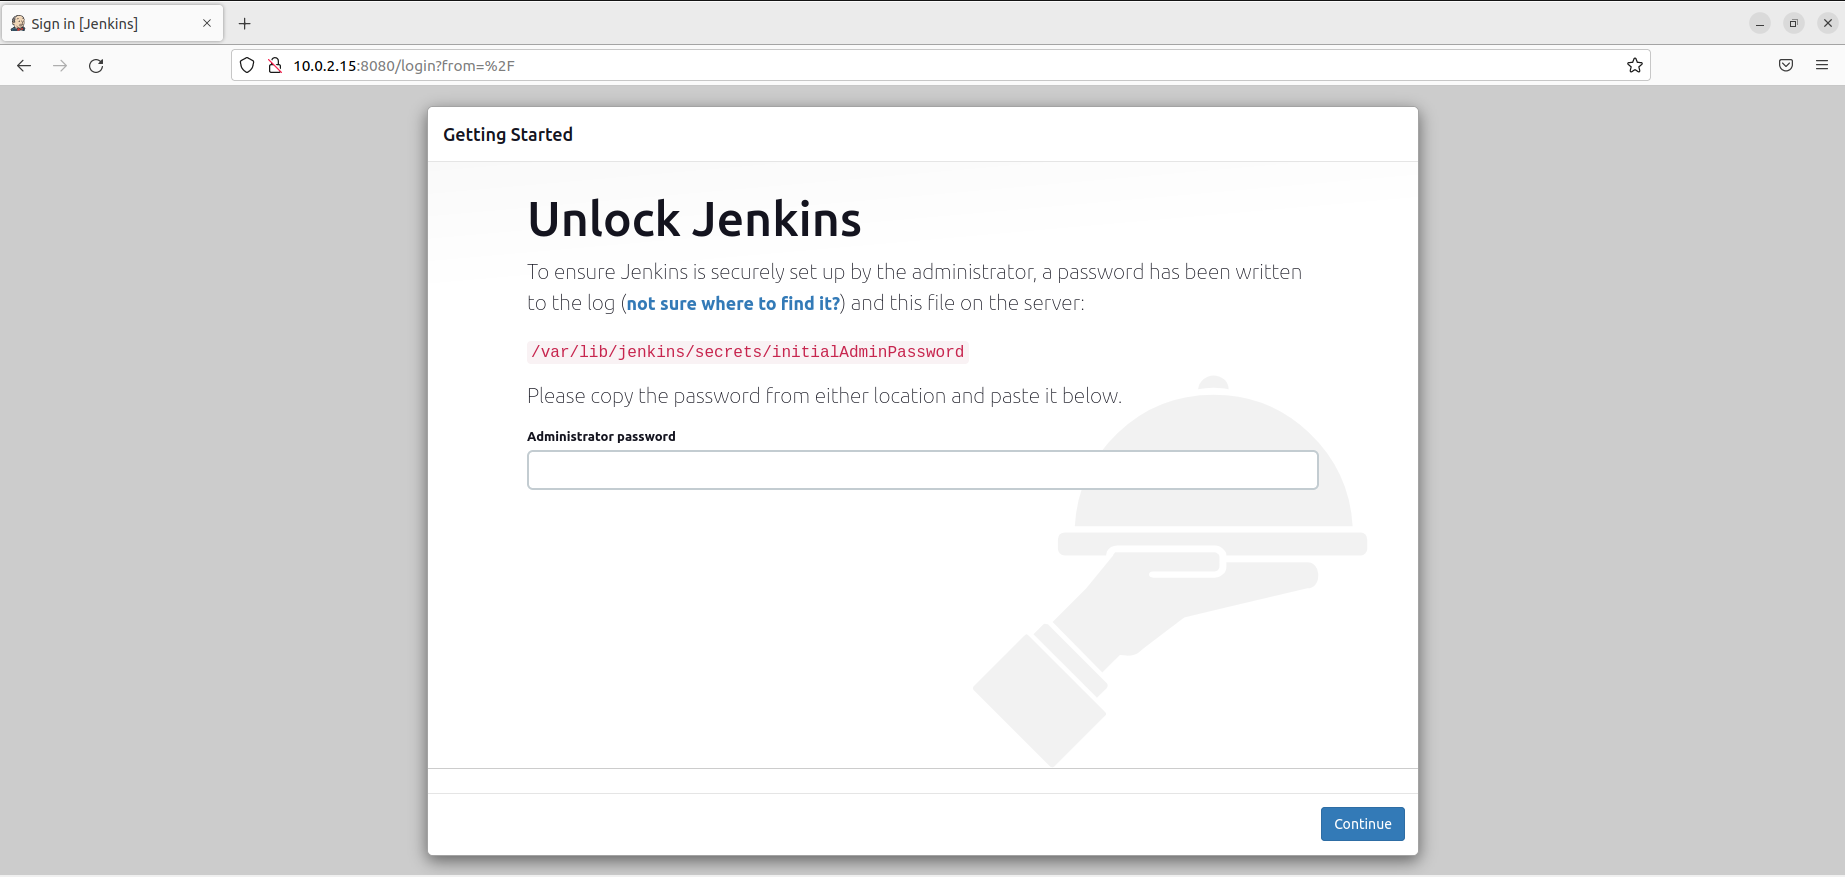 Sign in [Jenkins]
10.0.2.15:8080/login?from=%2F
Getting Started
Unlock Jenkins
To ensure Jenkins is securely set up by the administrator, a password has been written
to the log (not sure where to find it?) and this file on the server:
/var/lib/jenkins/secrets/initialAdminPassword
Please copy the password from either location and paste it below.
Administrator password
Continue